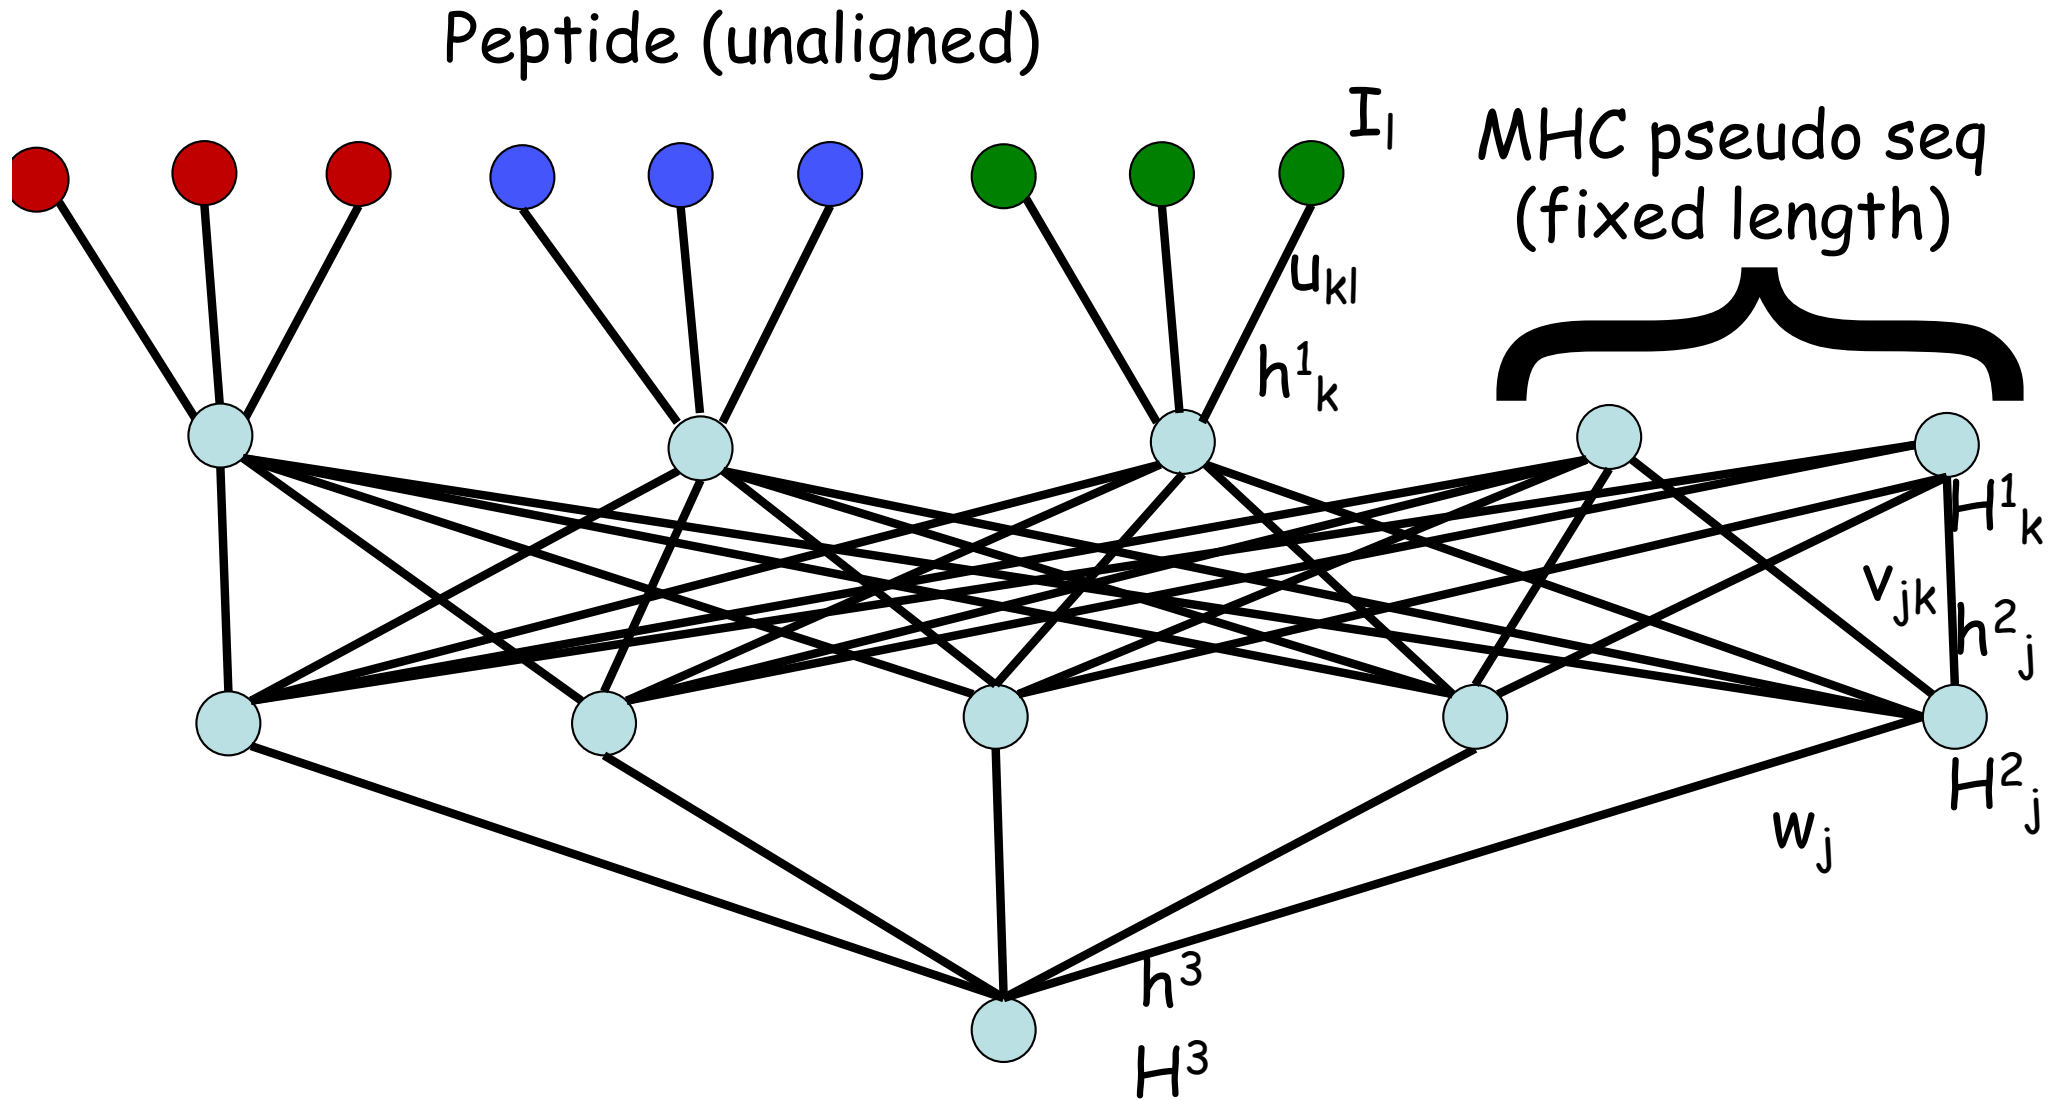 Peptide (unaligned)
I_l
MHC pseudo seq
(fixed length)
u_kl
h^1_k
H^1_k
v_jk
h^2_j
H^2_j
w_j
h^3
H^3